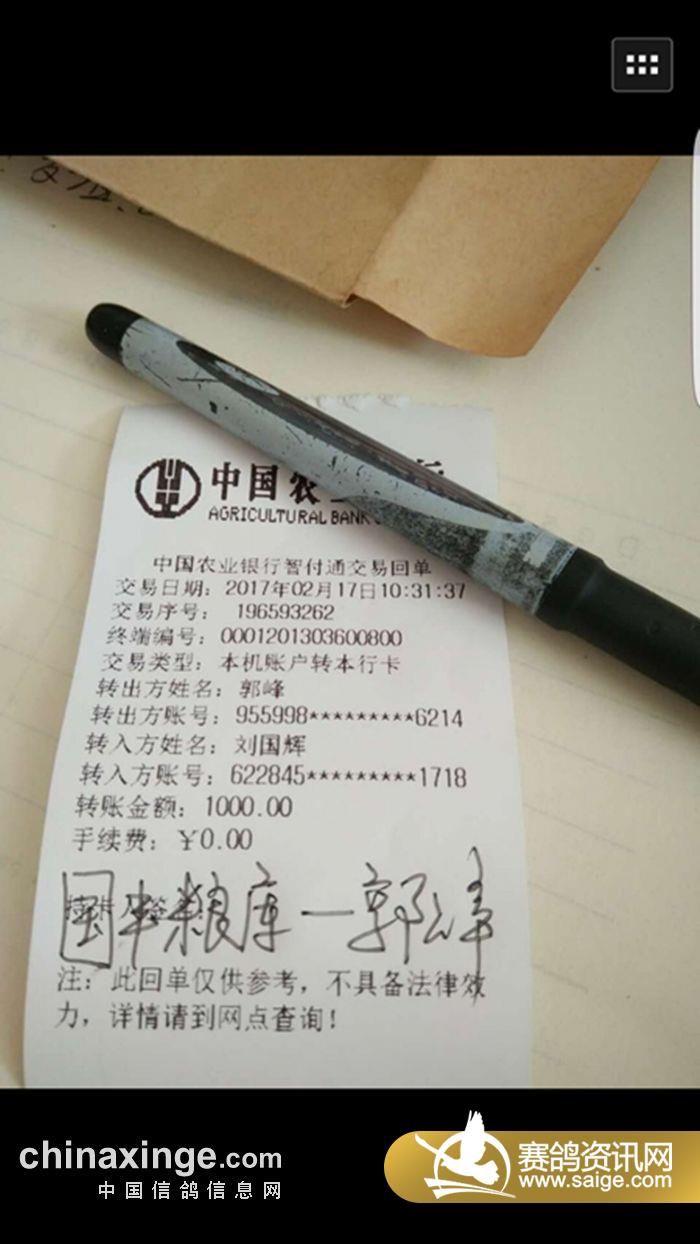 中国农业
AGRICULTURAL BANK
中国农业银行智付通交易回单
交易日期：2017年02月17日10:31:37
交易序号： 196593262
终端编号：0001201303600800
交易类型：本机账户转本行卡
转出方姓名：郭峰
转出方账号：955998*********6214
转入方姓名：刘国辉
转入方账号：622845*********1718
转账金额：1000.00
手续费：￥0.00
持卡人签名：
国丰粮库—郭峰
注：此回单仅供参考，不具备法律效
力，详情请到网点查询！
chinaxinge.com
中国信鸽信息网
赛鸽资讯网
www.saige.com